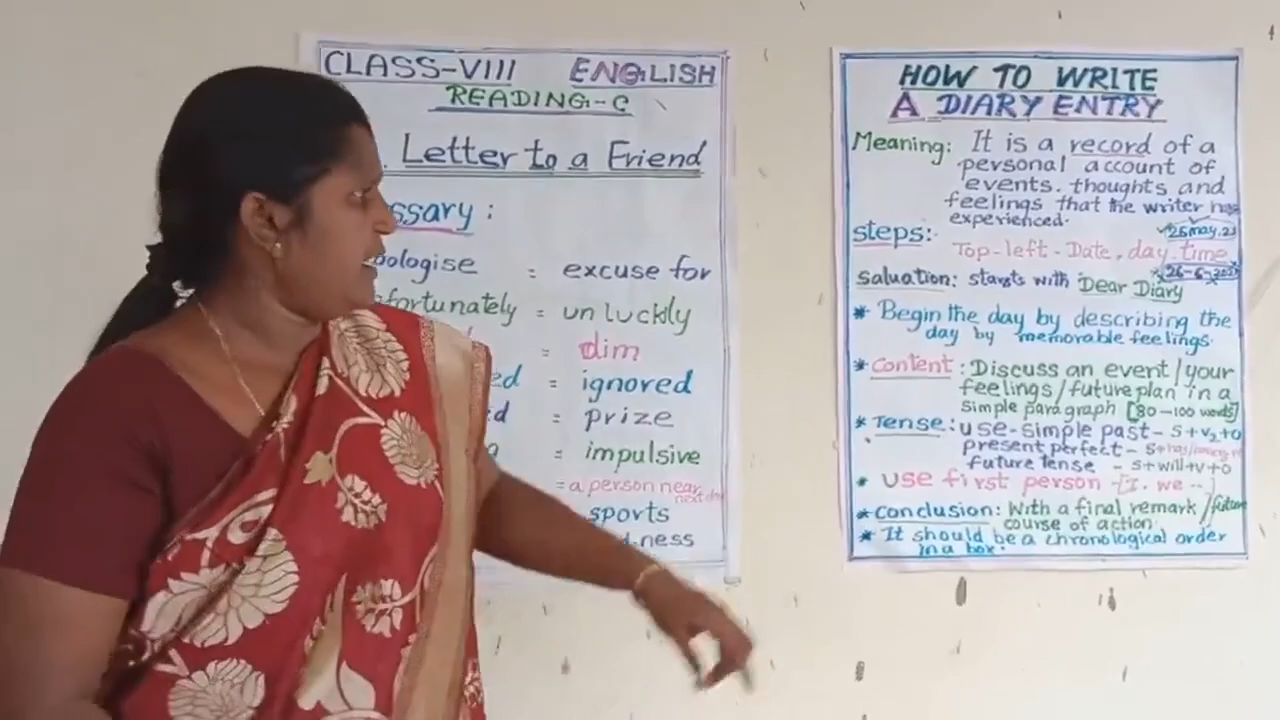 CLASS-VIII ENGLISH
READING-C
Letter to a Friend
ssary :
pologise = excuse for
fortunately = unluckily
= dim
ed = ignored
d = prize
= impulsive
= a person near
next
sports
ness
HOW TO WRITE
A DIARY ENTRY
Meaning: It is a record of a
personal account of
events. thoughts and
feelings that the writer has
experienced.
26 may. 23
steps:
Top-left - Date, day-time
26-6-2023
Saluation: starts with Dear Diary
* Begin the day by describing the
day by memorable feelings.
* Content : Discuss an event/your
feelings/future plan in a
simple paragraph [80-100 words]
* Tense: use-simple past - S+V2+O
present perfect - S+has/
future tense - S+will+V+O
* use first person - [I, we --]
* Conclusion: With a final remark /future
course of action.
* It should be a chronological order
in a box.